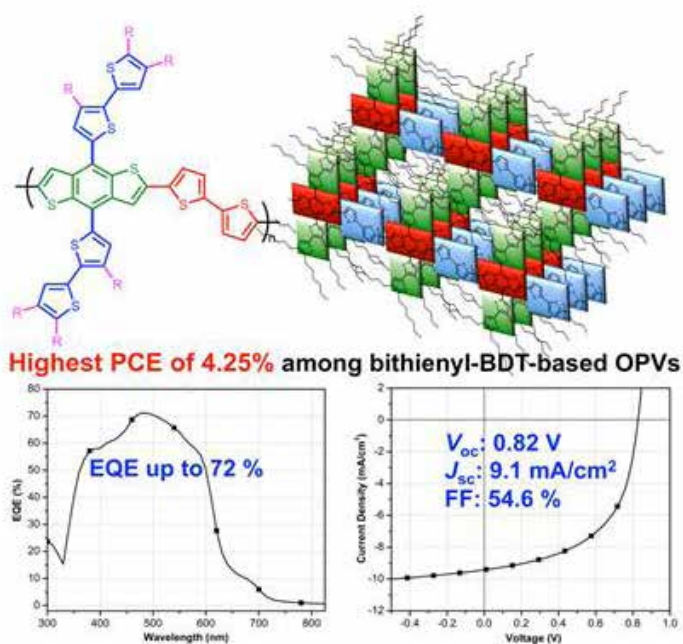 R
R
S
S
R
S
S
S
S
n
S
S
R
R
R
Highest PCE of 4.25% among bithienyl-BDT-based OPVs
80
70
60
50
40
30
20
10
0
EQE (%)
EQE up to 72 %
300
400
500
600
700
800
Wavelength (nm)
2
0
-2
-4
-6
-8
-10
-12
Current Density (mA/cm²)
Voc: 0.82 V
Jsc: 9.1 mA/cm²
FF: 54.6 %
-0.4
-0.2
0.0
0.2
0.4
0.6
0.8
1.0
Voltage (V)